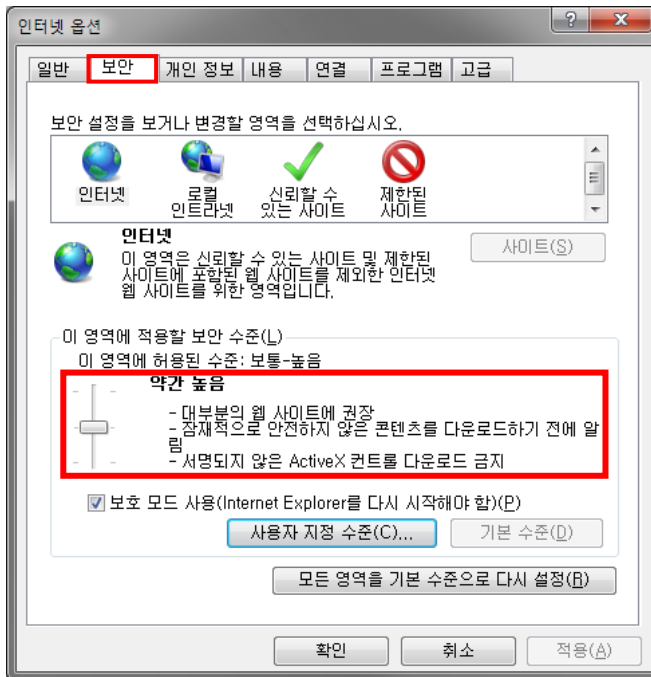 인터넷 옵션
일반 보안 개인 정보 내용 연결 프로그램 고급
보안 설정을 보거나 변경할 영역을 선택하십시오.
인터넷
로컬
인트라넷
신뢰할 수
있는 사이트
제한된
사이트
인터넷
이 영역은 신뢰할 수 있는 사이트 및 제한된
사이트에 포함된 웹 사이트를 제외한 인터넷
웹 사이트를 위한 영역입니다.
사이트(S)
이 영역에 적용할 보안 수준(L)
이 영역에 허용된 수준: 보통-높음
약간 높음
- 대부분의 웹 사이트에 권장
- 잠재적으로 안전하지 않은 콘텐츠를 다운로드하기 전에 알
림
- 서명되지 않은 ActiveX 컨트롤 다운로드 금지
보호 모드 사용(Internet Explorer를 다시 시작해야 함)(P)
사용자 지정 수준(C)... 기본 수준(D)
모든 영역을 기본 수준으로 다시 설정(R)
확인 취소 적용(A)